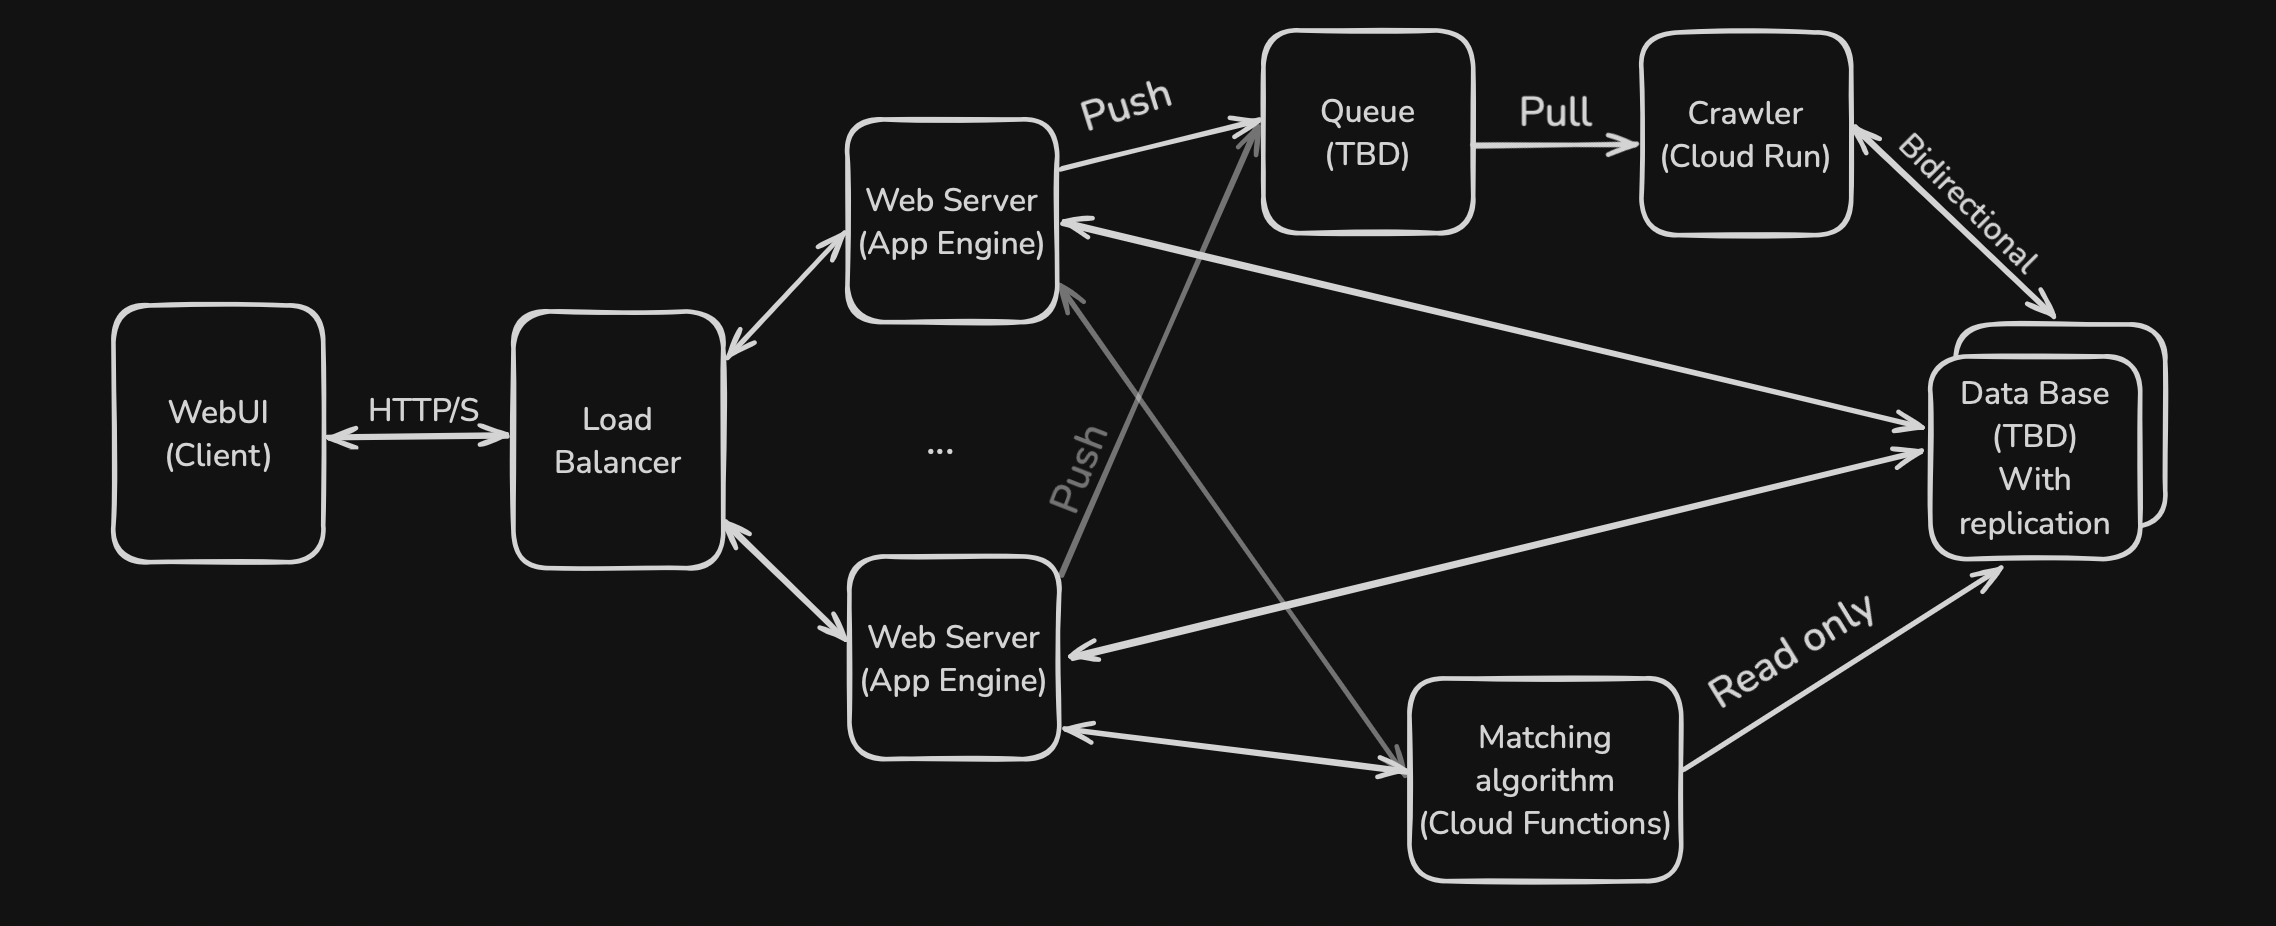 WebUI
(Client)
HTTP/S
Load
Balancer
Web Server
(App Engine)
...
Web Server
(App Engine)
Push
Push
Queue
(TBD)
Pull
Crawler
(Cloud Run)
Bidirectional
Data Base
(TBD)
With
replication
Read only
Matching
algorithm
(Cloud Functions)